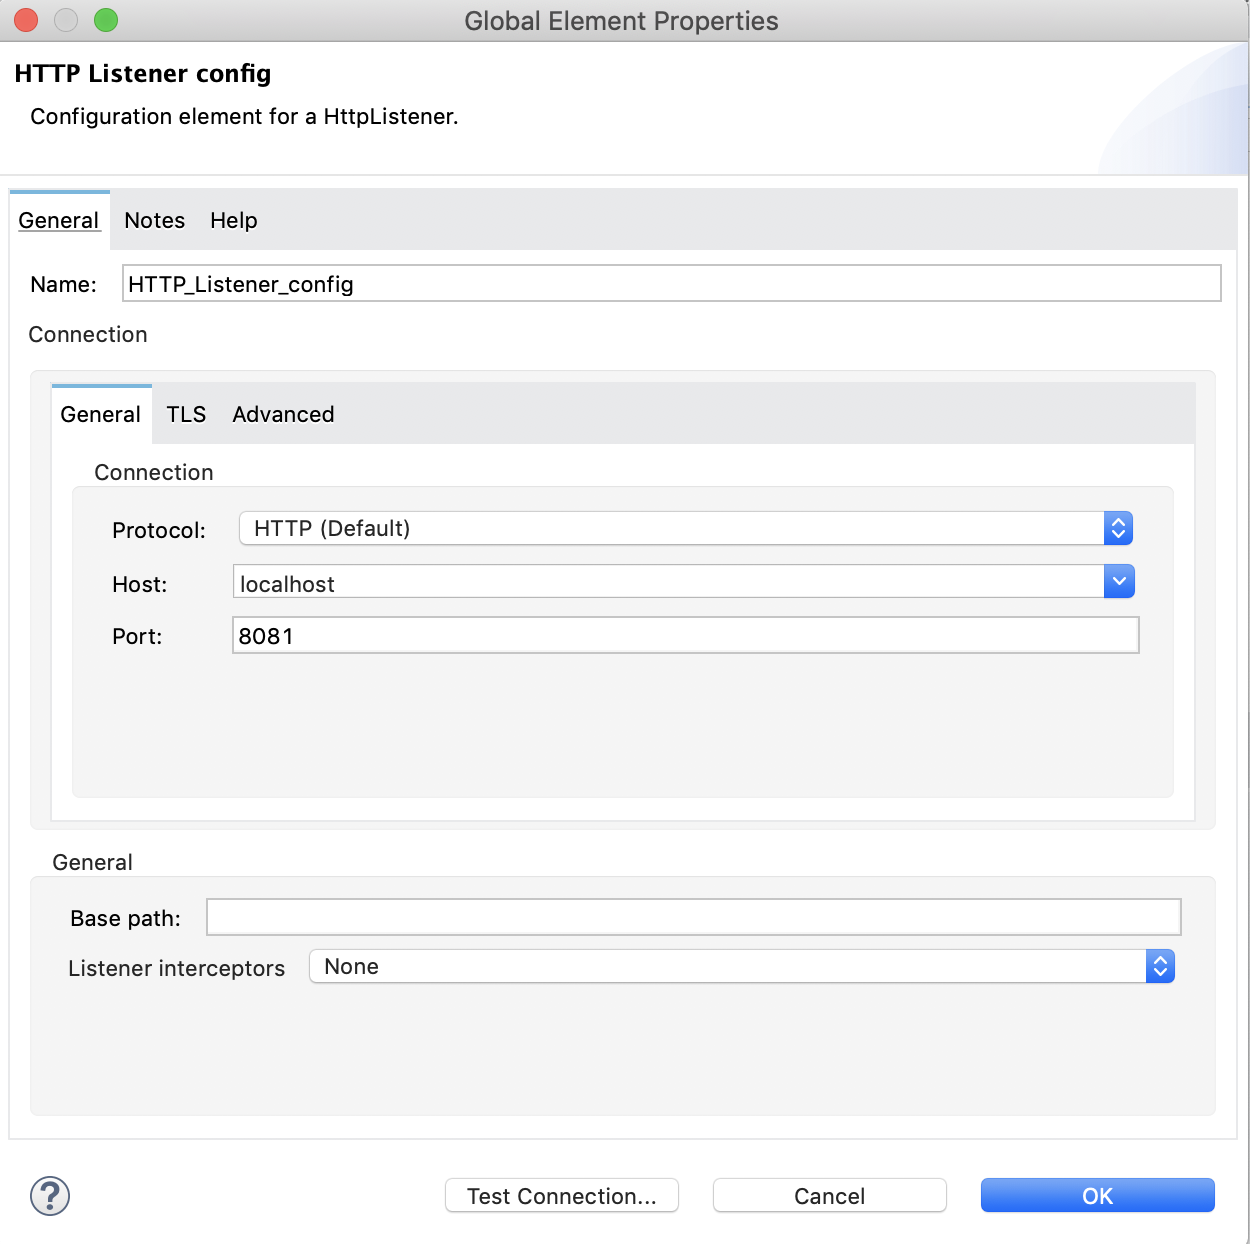 Global Element Properties
HTTP Listener config
Configuration element for a HttpListener.
General Notes Help
Name: HTTP_Listener_config
Connection
General TLS Advanced
Connection
Protocol: HTTP (Default)
Host: localhost
Port: 8081
General
Base path:
Listener interceptors None
? Test Connection... Cancel OK